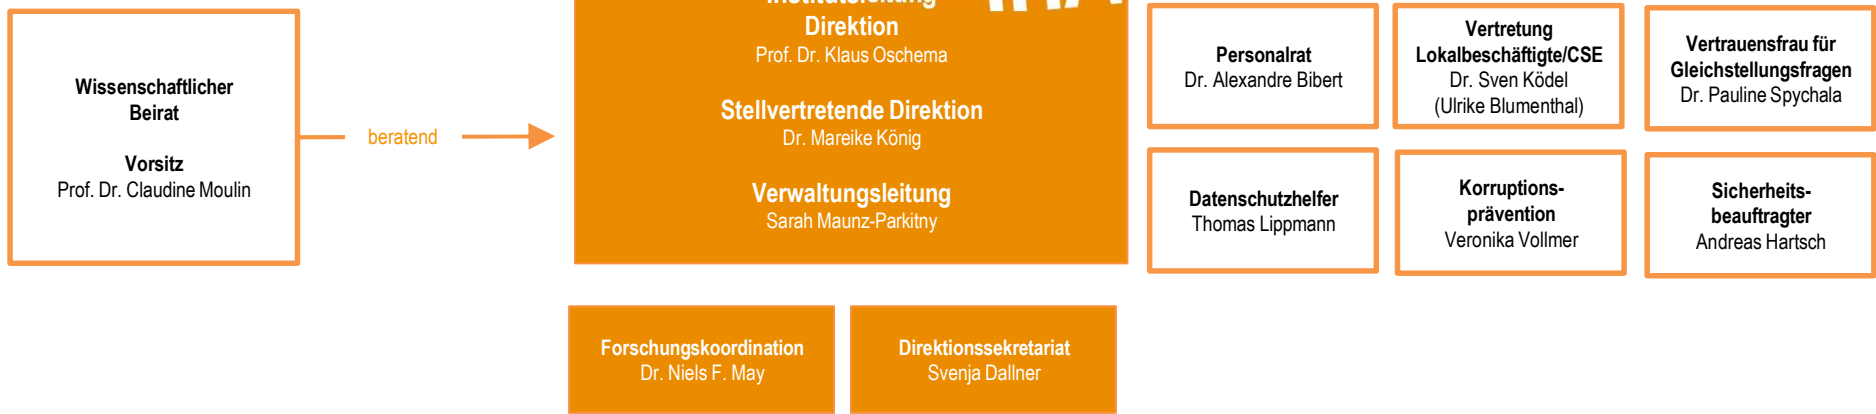 Wissenschaftlicher
Beirat
Vorsitz
Prof. Dr. Claudine Moulin
beratend
Institutsleitung
Direktion
Prof. Dr. Klaus Oschema
Stellvertretende Direktion
Dr. Mareike König
Verwaltungsleitung
Sarah Maunz-Parkitny
Personalrat
Dr. Alexandre Bibert
Vertretung
Lokalbeschäftigte/CSE
Dr. Sven Ködel
(Ulrike Blumenthal)
Vertrauensfrau für
Gleichstellungsfragen
Dr. Pauline Spychala
Datenschutzhelfer
Thomas Lippmann
Korruptions-
prävention
Veronika Vollmer
Sicherheits-
beauftragter
Andreas Hartsch
Forschungskoordination
Dr. Niels F. May
Direktionssekretariat
Svenja Dallner